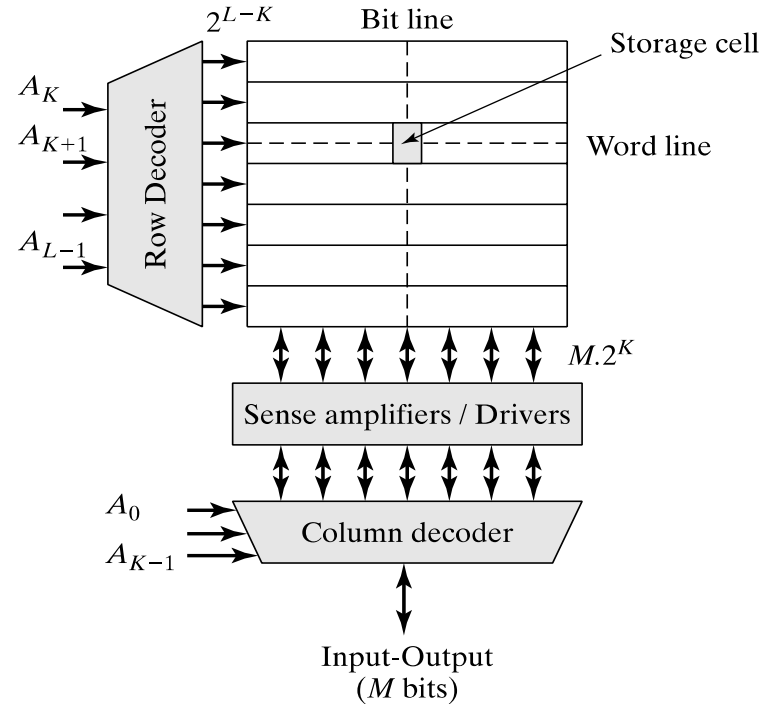 2^{L−K}
Bit line
Storage cell
A_K
A_{K+1}
Word line
Row Decoder
A_{L−1}
M.2^K
Sense amplifiers / Drivers
A_0
Column decoder
A_{K−1}
Input-Output
(M bits)